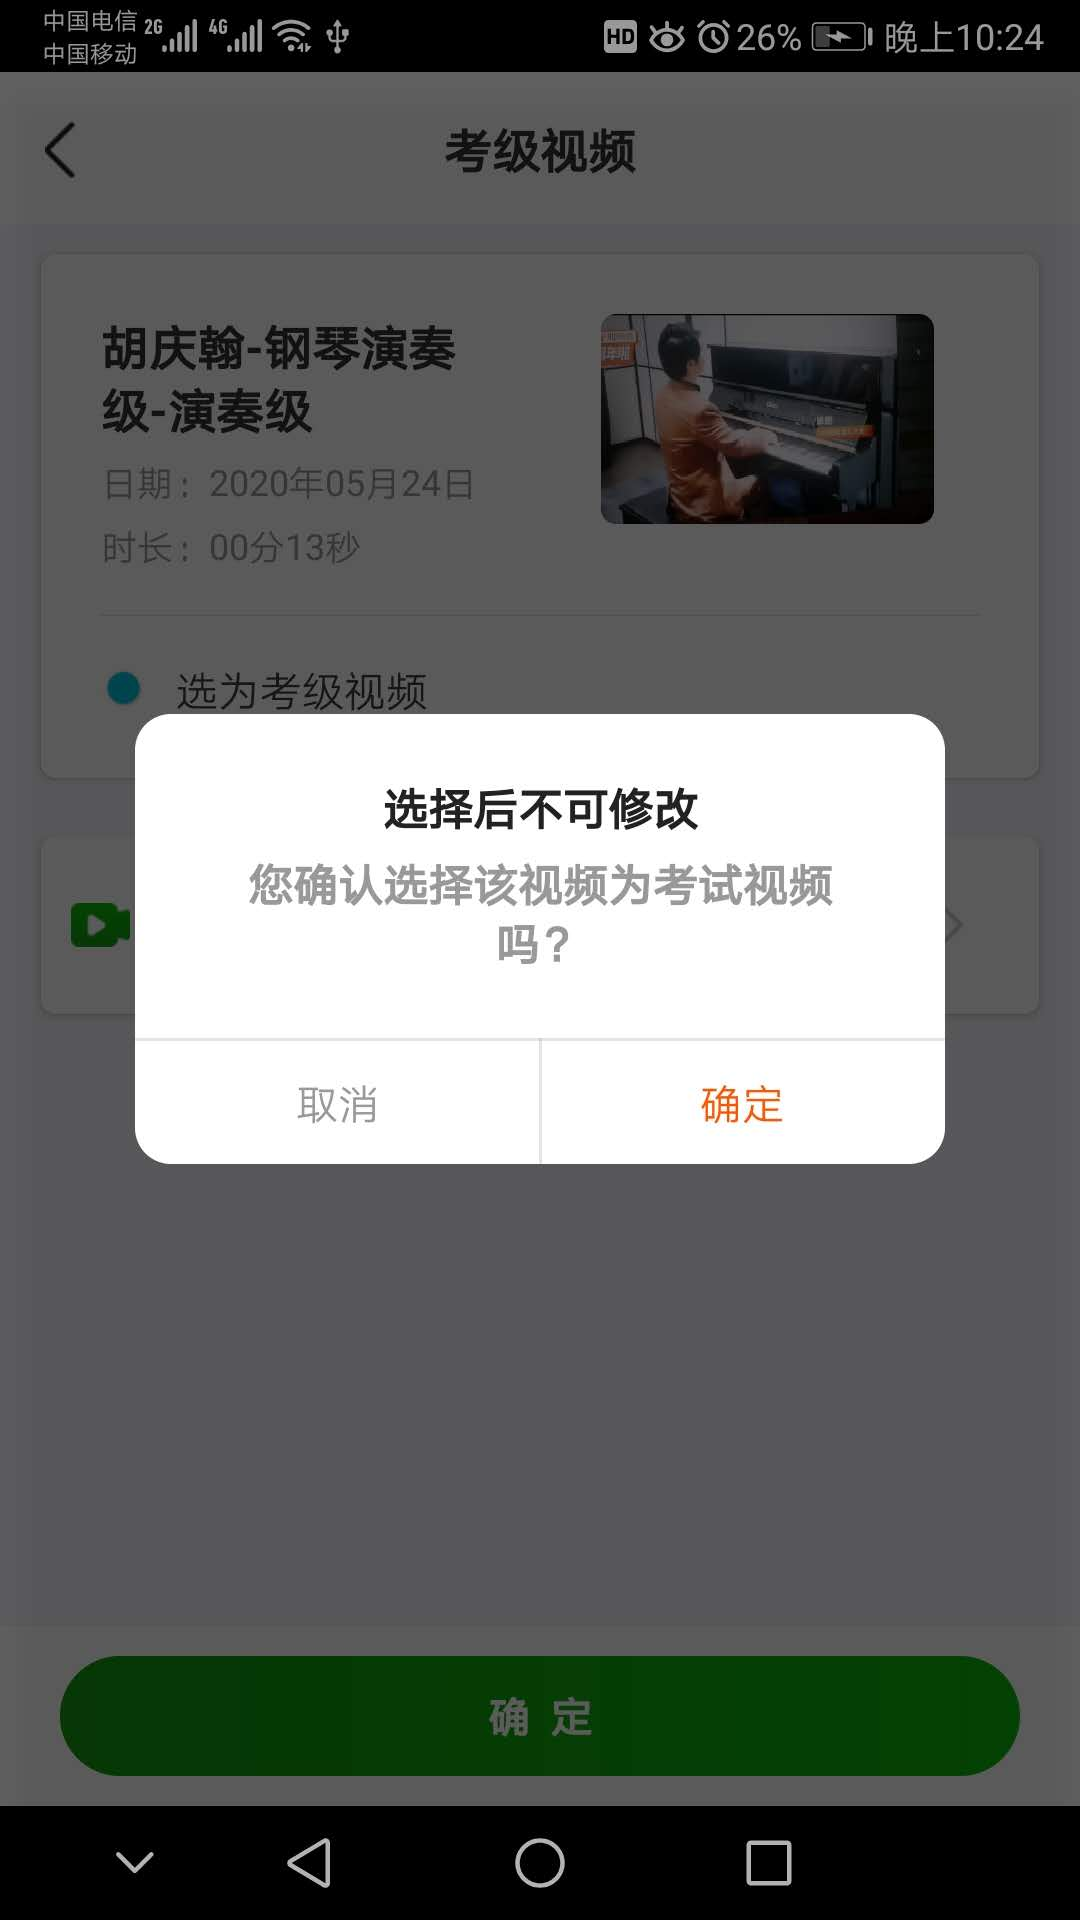 中国电信 2G 4G HD 26% 晚上10:24
中国移动
考级视频
胡庆翰-钢琴演奏
级-演奏级
日期：2020年05月24日
时长：00分13秒
选为考级视频
选择后不可修改
您确认选择该视频为考试视频
吗？
取消 确定
确 定